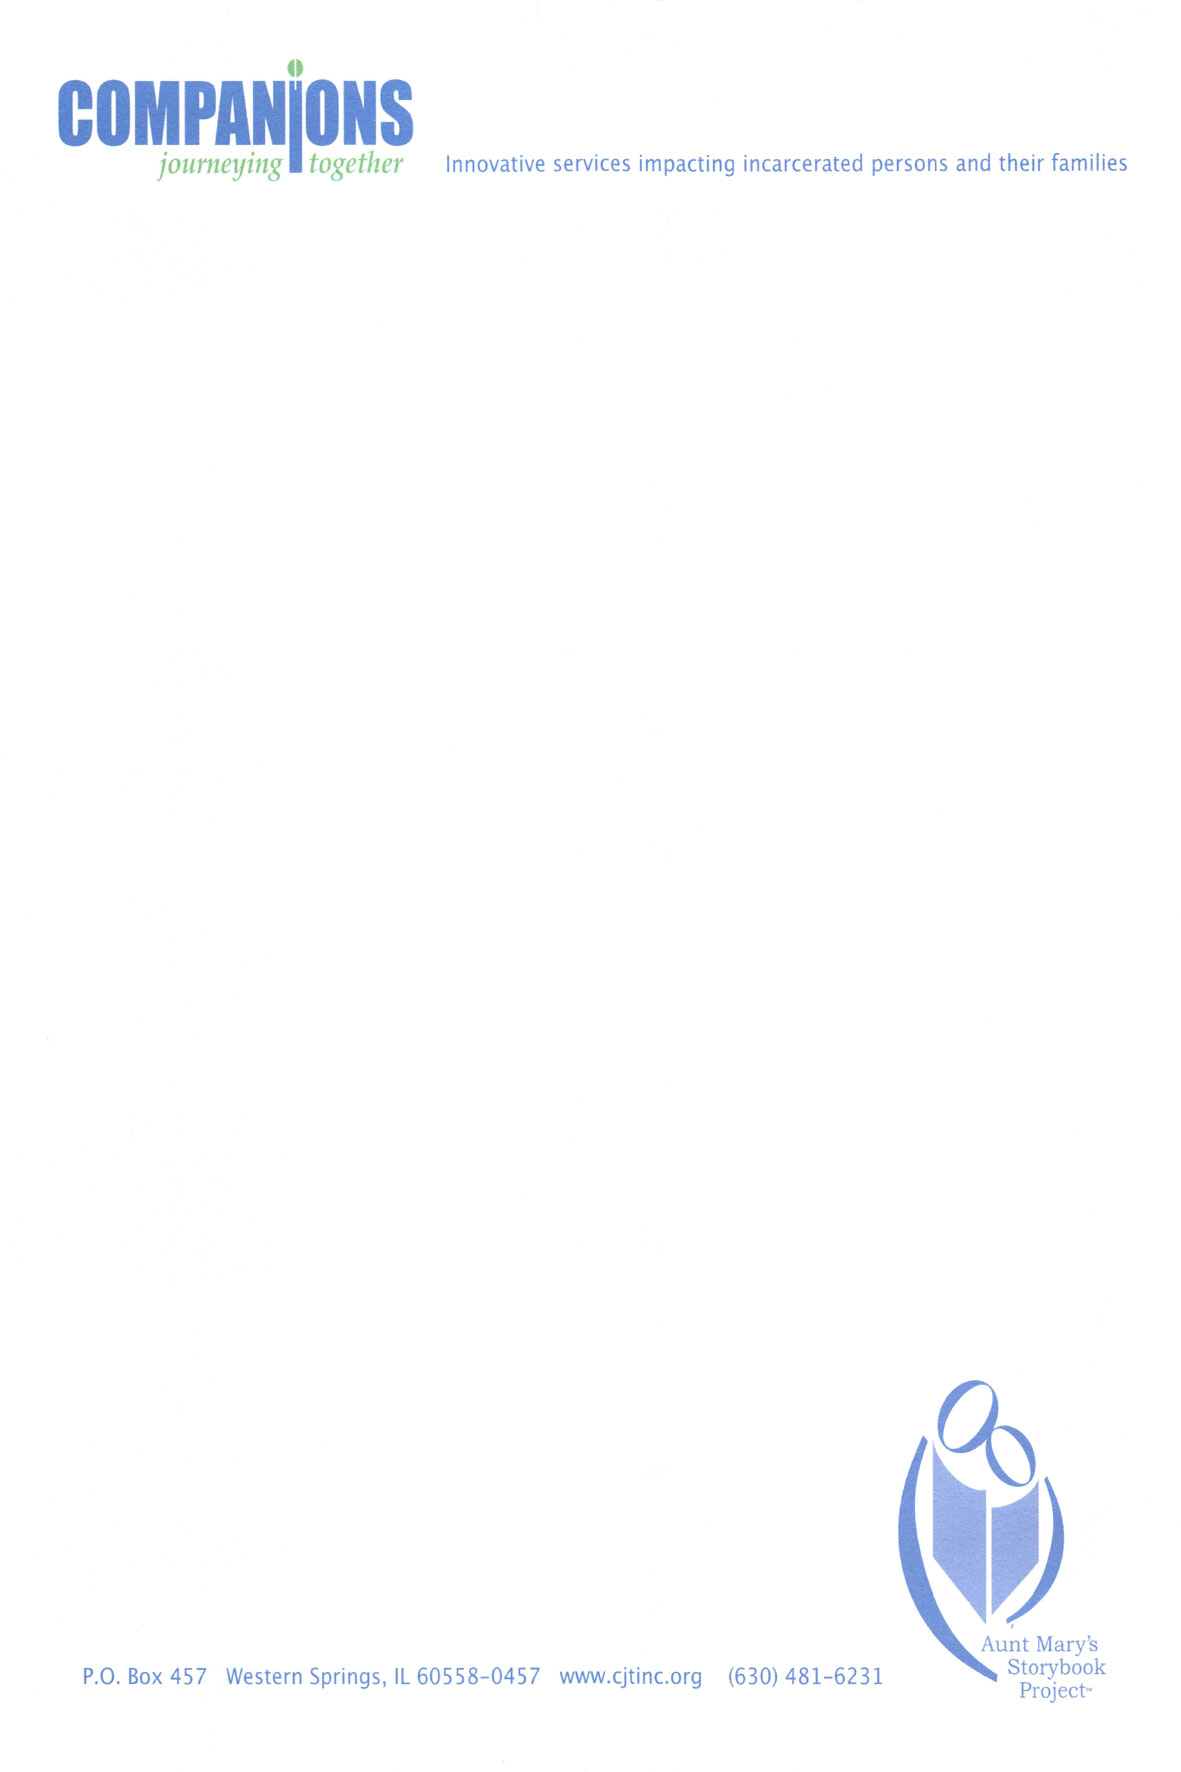 COMPANIONS
journeying together
Innovative services impacting incarcerated persons and their families
Aunt Mary's
Storybook
Project™
P.O. Box 457 Western Springs, IL 60558-0457 www.cjtinc.org (630) 481-6231